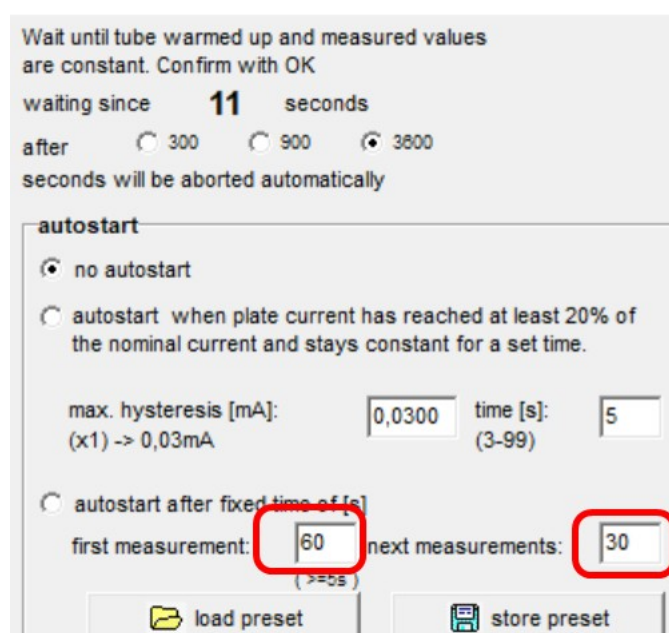 Wait until tube warmed up and measured values
are constant. Confirm with OK
waiting since 11 seconds
after 300 900 3600
seconds will be aborted automatically
autostart
no autostart
autostart when plate current has reached at least 20% of
the nominal current and stays constant for a set time.
max. hysteresis [mA]: 0,0300 time [s]: 5
(x1) -> 0,03mA (3-99)
autostart after fixed time of [s]
first measurement: 60 next measurements: 30
( >=5s )
load preset store preset